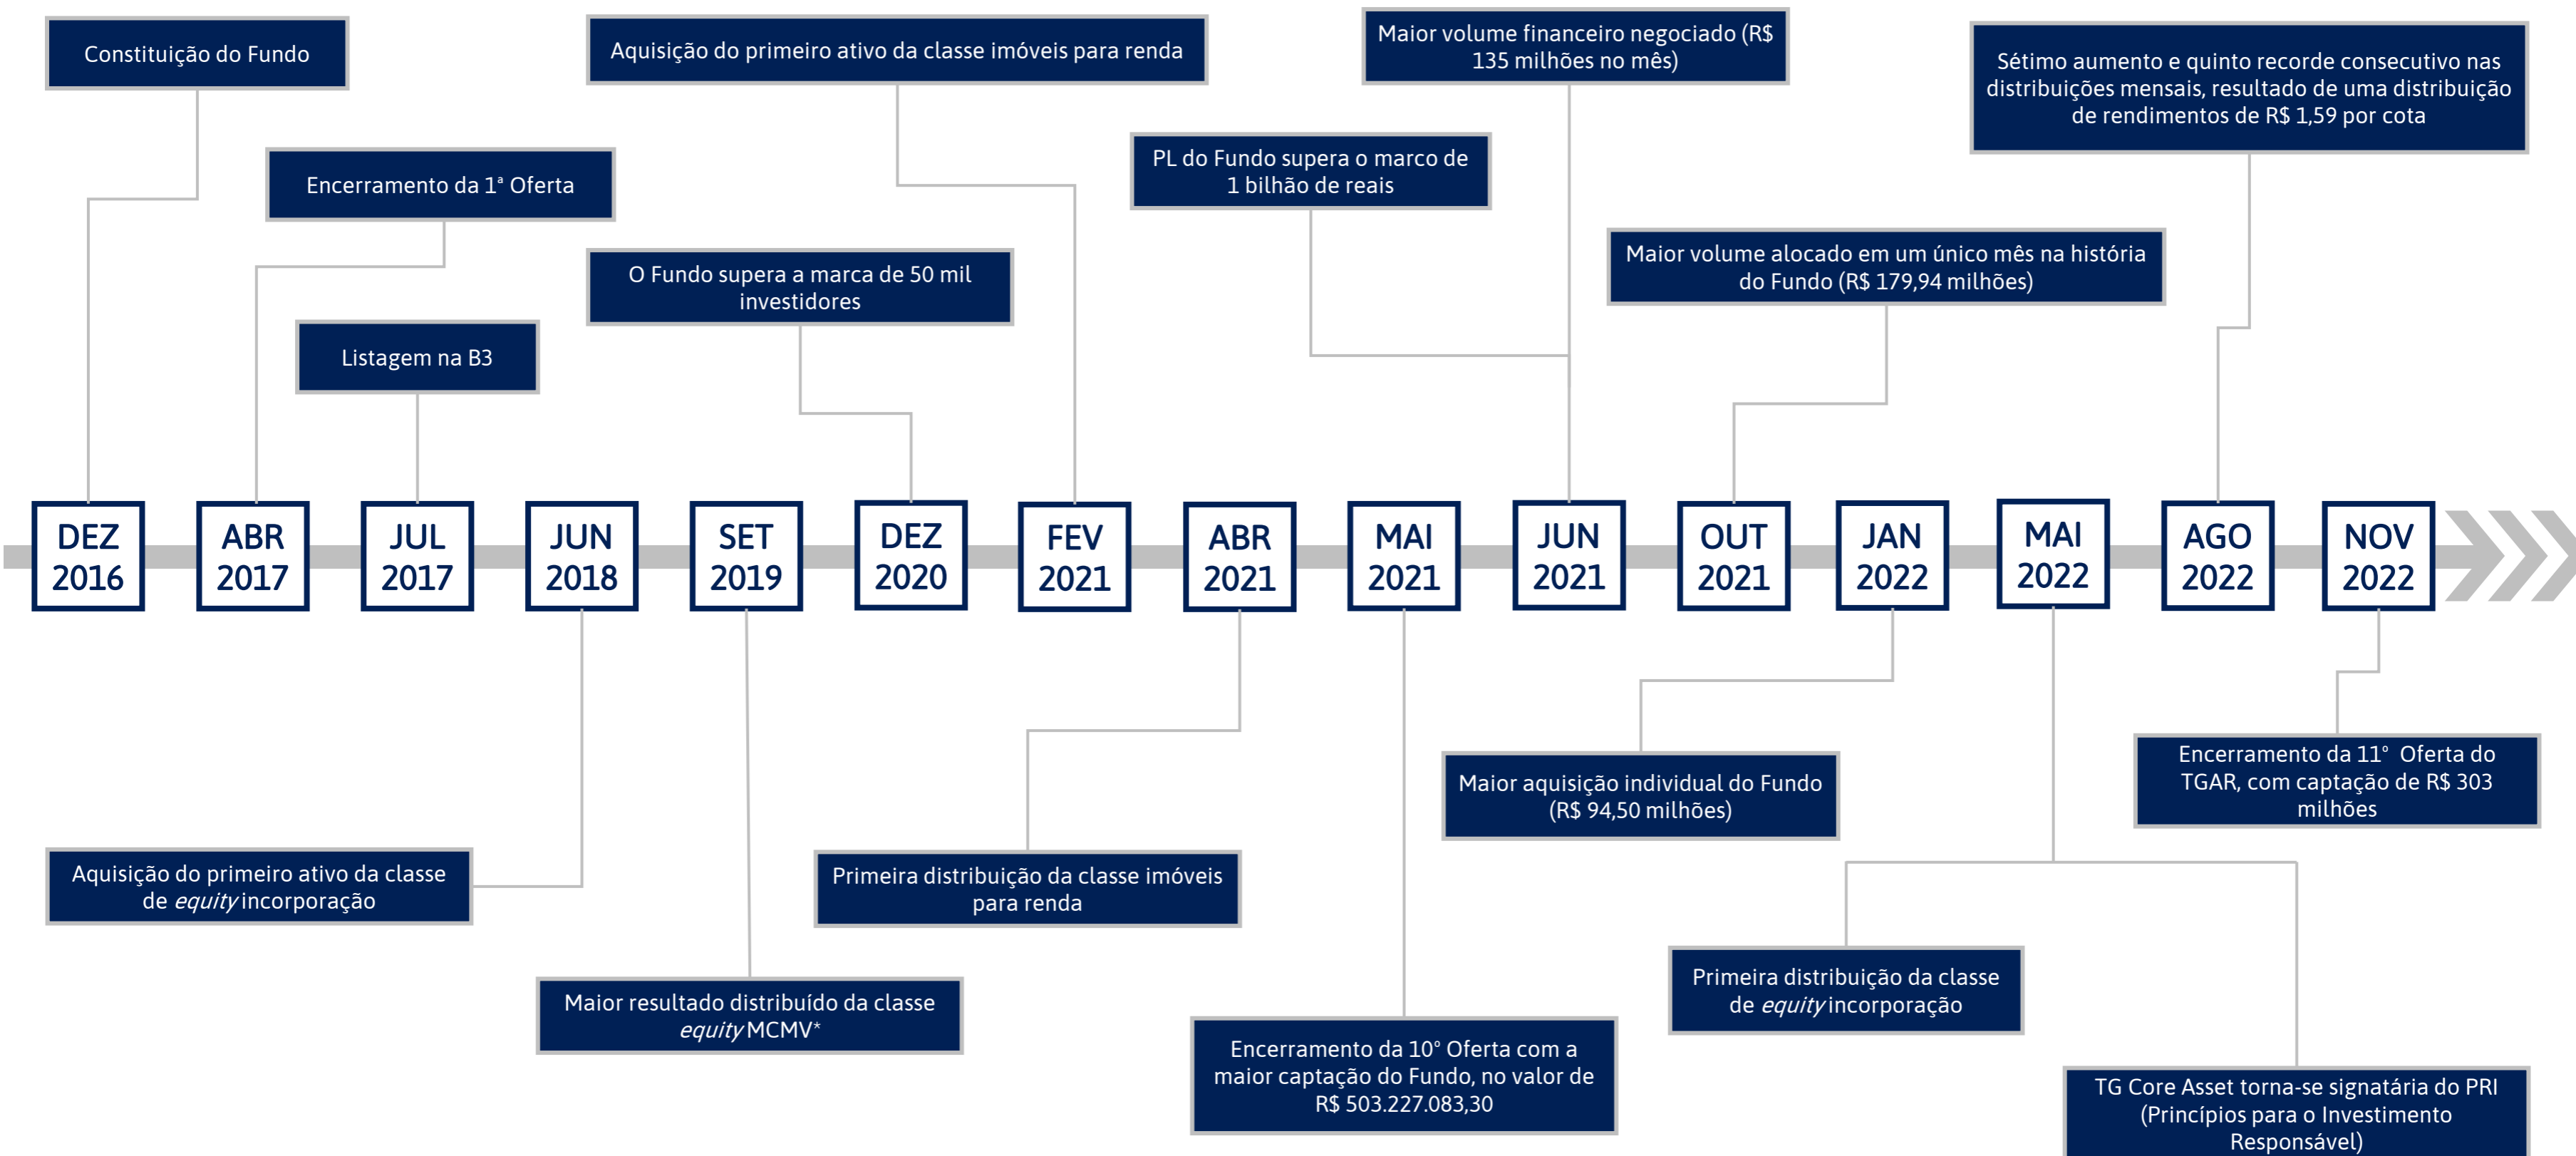 Constituição do Fundo
Aquisição do primeiro ativo da classe imóveis para renda
Maior volume financeiro negociado (R$
135 milhões no mês)
Sétimo aumento e quinto recorde consecutivo nas
distribuições mensais, resultado de uma distribuição
de rendimentos de R$ 1,59 por cota
Encerramento da 1ª Oferta
PL do Fundo supera o marco de
1 bilhão de reais
O Fundo supera a marca de 50 mil
investidores
Maior volume alocado em um único mês na história
do Fundo (R$ 179,94 milhões)
Listagem na B3
DEZ
2016
ABR
2017
JUL
2017
JUN
2018
SET
2019
DEZ
2020
FEV
2021
ABR
2021
MAI
2021
JUN
2021
OUT
2021
JAN
2022
MAI
2022
AGO
2022
NOV
2022
Encerramento da 11º Oferta do
TGAR, com captação de R$ 303
milhões
Maior aquisição individual do Fundo
(R$ 94,50 milhões)
Aquisição do primeiro ativo da classe
de equity incorporação
Primeira distribuição da classe imóveis
para renda
Primeira distribuição da classe
de equity incorporação
Maior resultado distribuído da classe
equity MCMV*
Encerramento da 10º Oferta com a
maior captação do Fundo, no valor de
R$ 503.227.083,30
TG Core Asset torna-se signatária do PRI
(Princípios para o Investimento
Responsável)